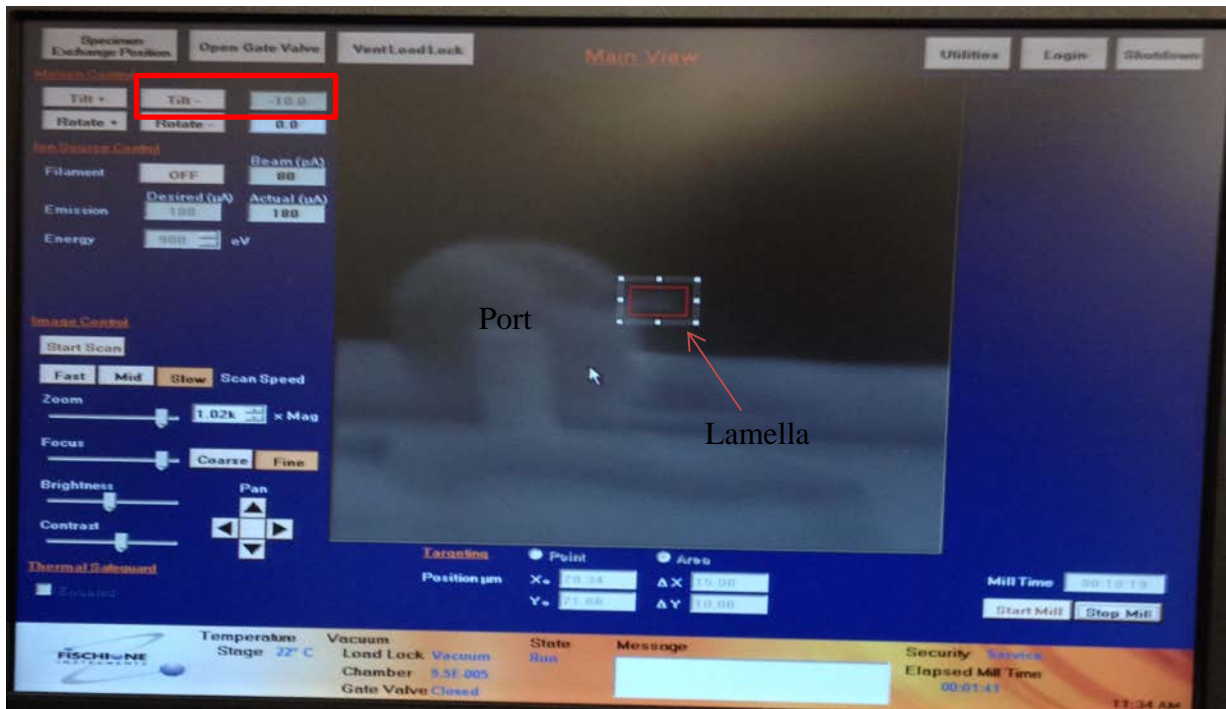 Specimen Exchange Position
Open Gate Valve
Vent Load Lock
Main View
Utilities
Login
Shutdown
Motion Control
Tilt +
Tilt -
-10.0
Rotate +
Rotate -
0.0
Ion Source Control
Beam (pA)
Filament
OFF
80
Desired (µA)
Actual (µA)
Emission
180
180
Energy
900
eV
Port
Lamella
Image Control
Start Scan
Fast
Mid
Slow
Scan Speed
Zoom
1.02k
x Mag
Focus
Coarse
Fine
Brightness
Pan
Contrast
Thermal Safeguard
Enabled
Targeting
Point
Area
Position µm
X
ΔX
15.00
Y
ΔY
10.00
Mill Time
00:10:19
Start Mill
Stop Mill
FISCHIONE
INSTRUMENTS
Temperature
Stage 22° C
Vacuum
Load Lock Vacuum
Chamber 9.5E-005
Gate Valve Closed
State
Run
Message
Security Service
Elapsed Mill Time
00:01:41
11:34 AM